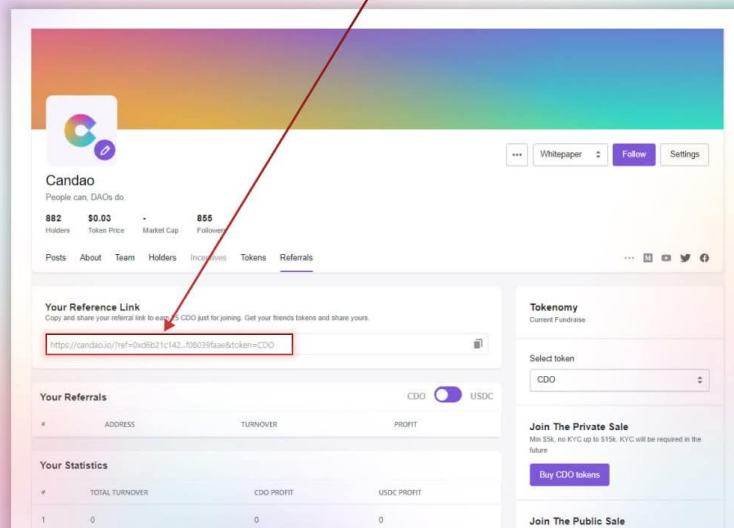 Whitepaper
Follow
Settings
Candao
People can, DAOs do.
882 $0.03 - 855
Holders Token Price Market Cap Followers
Posts About Team Holders Incentives Tokens Referrals
Your Reference Link
Copy and share your referral link to earn 25 CDO just for joining. Get your friends tokens and share yours.
https://candao.io/?ref=0xd6b21c142...f08039faae&token=CDO
Your Referrals CDO USDC
# ADDRESS TURNOVER PROFIT
Your Statistics
# TOTAL TURNOVER CDO PROFIT USDC PROFIT
1 0 0 0
Tokenomy
Current Fundraise
Select token
CDO
Join The Private Sale
Min $5k, no KYC up to $15k. KYC will be required in the
future
Buy CDO tokens
Join The Public Sale